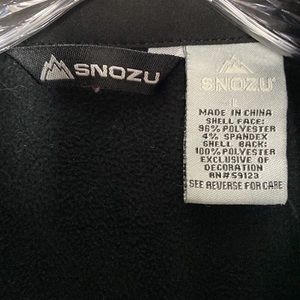 SNOZU
SNOZU
L
MADE IN CHINA
SHELL FACE:
96% POLYESTER
4% SPANDEX
SHELL BACK:
100% POLYESTER
EXCLUSIVE OF
DECORATION
RN#59123
SEE REVERSE FOR CARE